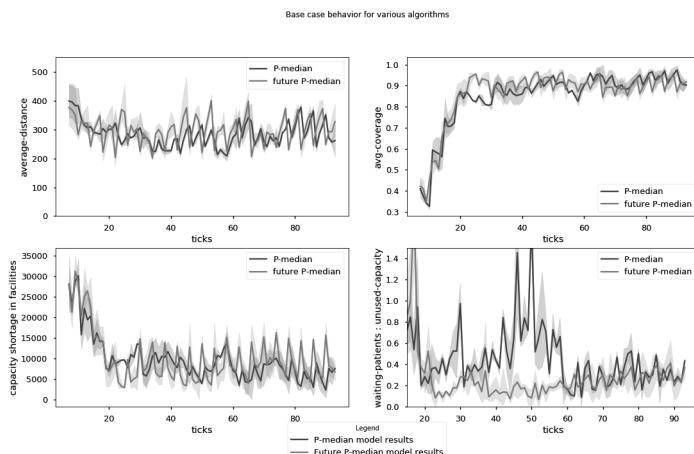 Base case behavior for various algorithms
P-median
future P-median
500
400
300
200
100
0
average-distance
20
40
60
80
ticks
P-median
future P-median
1.0
0.9
0.8
0.7
0.6
0.5
0.4
0.3
avg-coverage
20
40
60
80
ticks
P-median
future P-median
35000
30000
25000
20000
15000
10000
5000
0
capacity shortage in facilities
20
40
60
80
ticks
P-median
future P-median
1.4
1.2
1.0
0.8
0.6
0.4
0.2
0.0
waiting-patients : unused-capacity
20
30
40
50
60
70
80
90
ticks
Legend
P-median model results
Future P-median model results